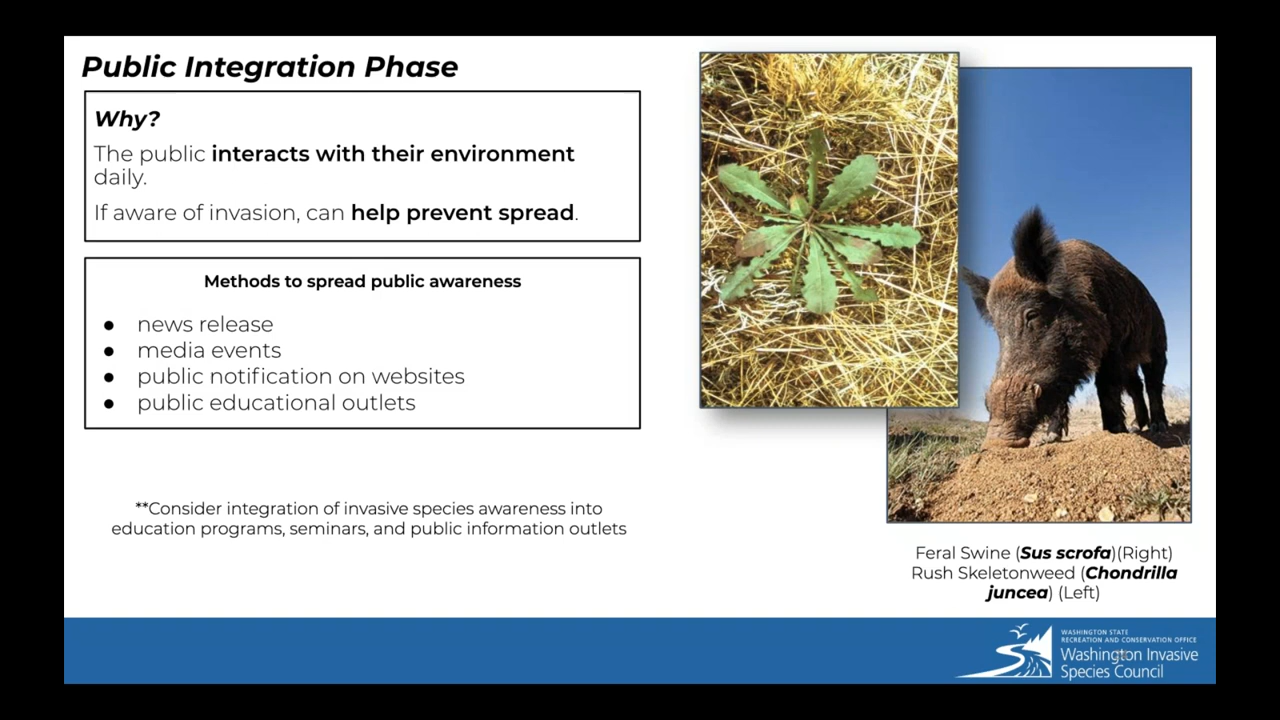 Public Integration Phase
Why?
The public interacts with their environment
daily.
If aware of invasion, can help prevent spread.
Methods to spread public awareness
● news release
● media events
● public notification on websites
● public educational outlets
**Consider integration of invasive species awareness into
education programs, seminars, and public information outlets
Feral Swine (Sus scrofa)(Right)
Rush Skeletonweed (Chondrilla
juncea) (Left)
WASHINGTON STATE
RECREATION AND CONSERVATION OFFICE
Washington Invasive
Species Council